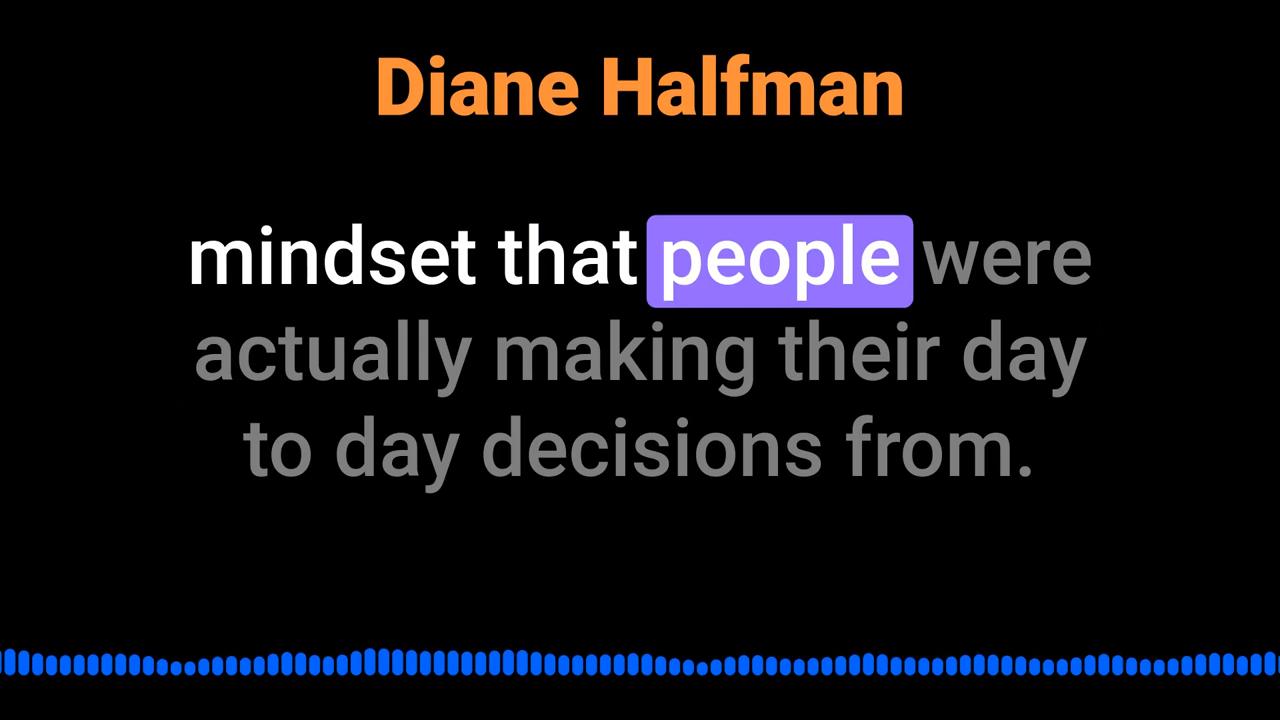 Diane Halfman
mindset that people were
actually making their day
to day decisions from.